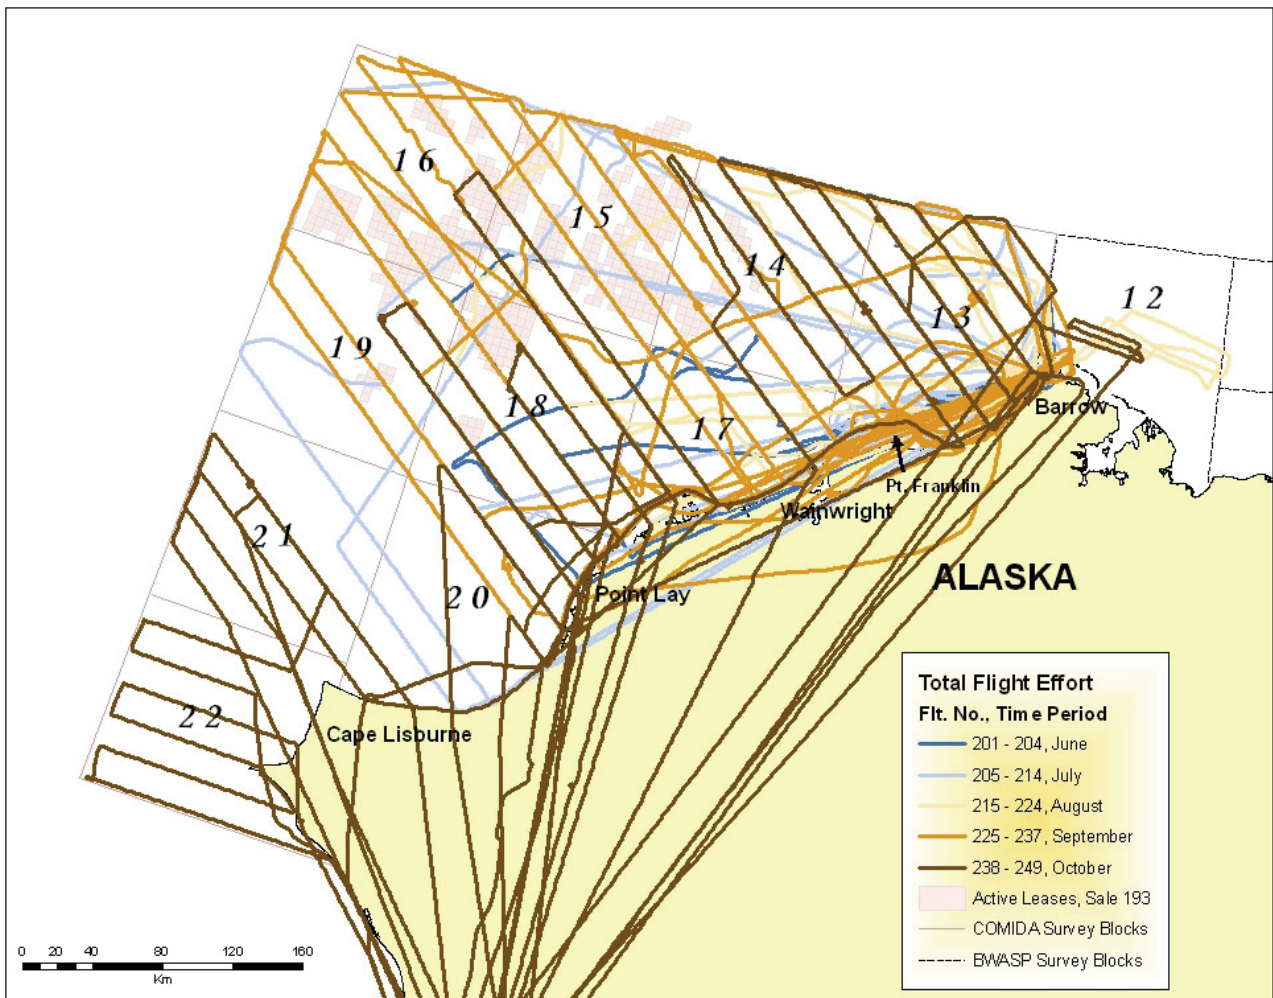 16
15
14
13
12
19
18
17
Barrow
Pt. Franklin
Wainwright
21
20
Point Lay
ALASKA
22
Cape Lisburne
Total Flight Effort
Flt. No., Time Period
201 - 204, June
205 - 214, July
215 - 224, August
225 - 237, September
238 - 249, October
Active Leases, Sale 193
COMIDA Survey Blocks
BWASP Survey Blocks
0 20 40 80 120 160
Km